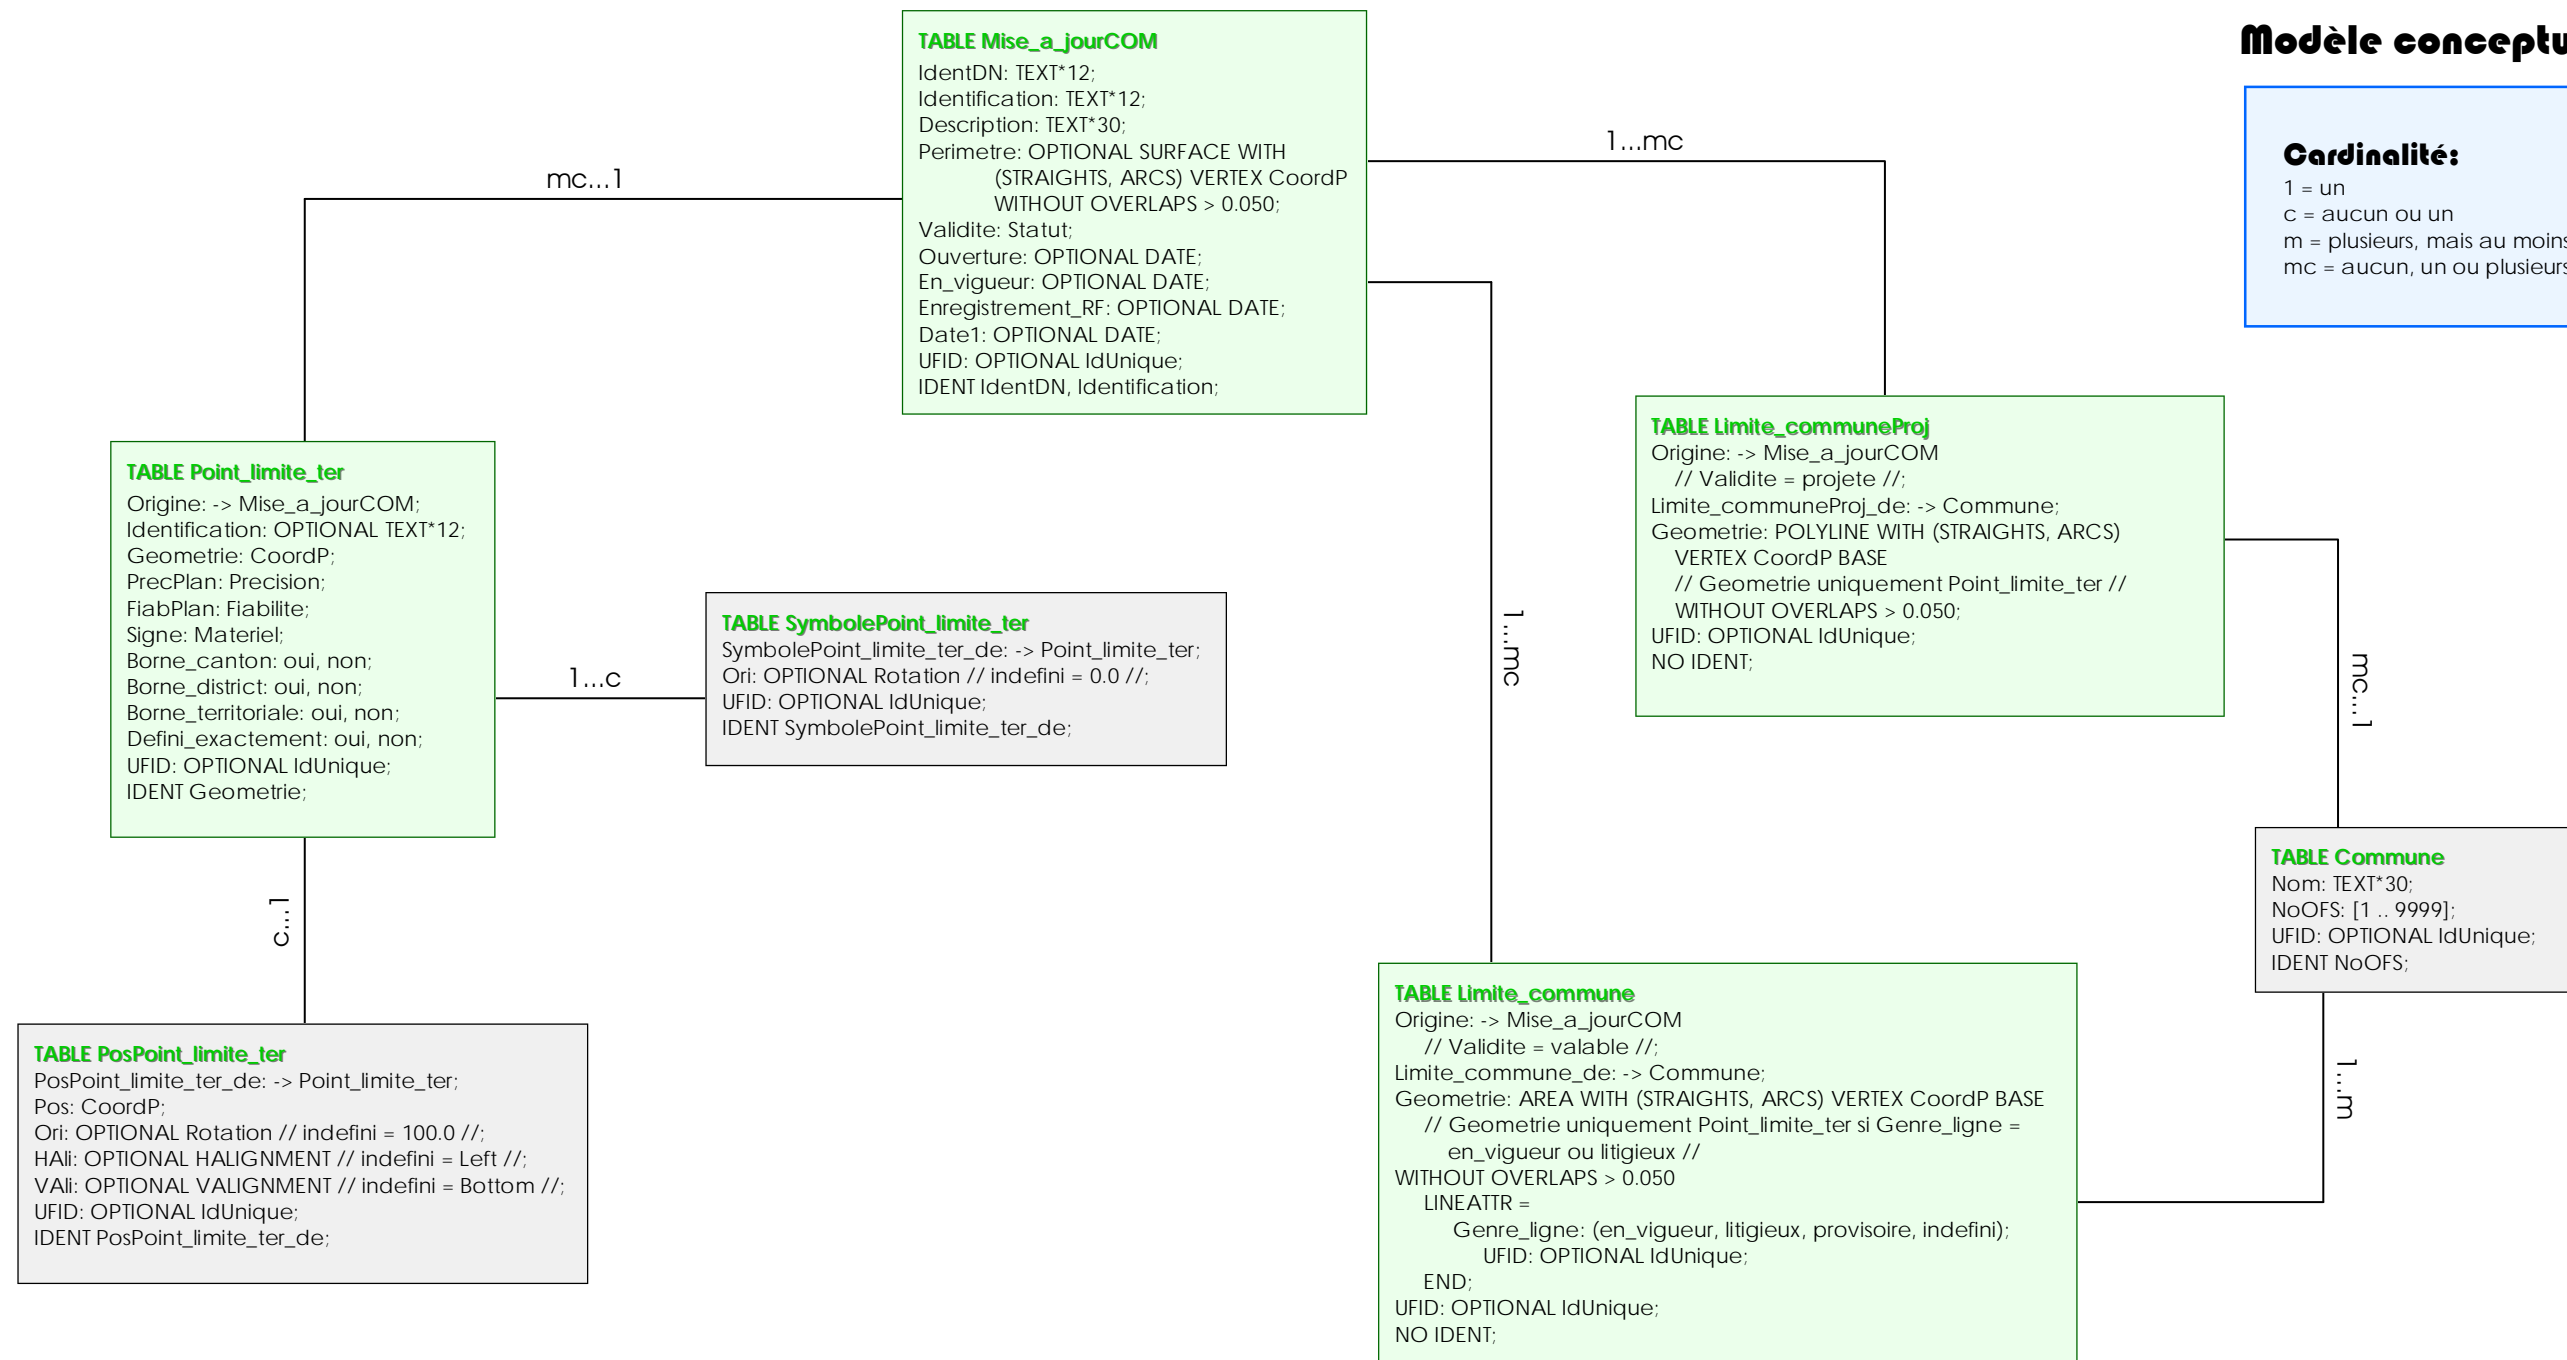 TABLE Mise_a_jourCOM
IdentDN: TEXT*12;
Identification: TEXT*12;
Description: TEXT*30;
Perimetre: OPTIONAL SURFACE WITH
(STRAIGHTS, ARCS) VERTEX CoordP
WITHOUT OVERLAPS > 0.050;
Validite: Statut;
Ouverture: OPTIONAL DATE;
En_vigueur: OPTIONAL DATE;
Enregistrement_RF: OPTIONAL DATE;
Date1: OPTIONAL DATE;
UFID: OPTIONAL IdUnique;
IDENT IdentDN, Identification;
Modèle conceptu
Cardinalité:
1 = un
c = aucun ou un
m = plusieurs, mais au moins
mc = aucun, un ou plusieurs
mc...1
1...mc
TABLE Point_limite_ter
Origine: -> Mise_a_jourCOM;
Identification: OPTIONAL TEXT*12;
Geometrie: CoordP;
PrecPlan: Precision;
FiabPlan: Fiabilite;
Signe: Materiel;
Borne_canton: oui, non;
Borne_district: oui, non;
Borne_territoriale: oui, non;
Defini_exactement: oui, non;
UFID: OPTIONAL IdUnique;
IDENT Geometrie;
1...c
TABLE SymbolePoint_limite_ter
SymbolePoint_limite_ter_de: -> Point_limite_ter;
Ori: OPTIONAL Rotation // indefini = 0.0 //;
UFID: OPTIONAL IdUnique;
IDENT SymbolePoint_limite_ter_de;
1...mc
TABLE Limite_communeProj
Origine: -> Mise_a_jourCOM
// Validite = projete //;
Limite_communeProj_de: -> Commune;
Geometrie: POLYLINE WITH (STRAIGHTS, ARCS)
VERTEX CoordP BASE
// Geometrie uniquement Point_limite_ter //
WITHOUT OVERLAPS > 0.050;
UFID: OPTIONAL IdUnique;
NO IDENT;
mc...1
TABLE Commune
Nom: TEXT*30;
NoOFS: [1 .. 9999];
UFID: OPTIONAL IdUnique;
IDENT NoOFS;
c...1
TABLE PosPoint_limite_ter
PosPoint_limite_ter_de: -> Point_limite_ter;
Pos: CoordP;
Ori: OPTIONAL Rotation // indefini = 100.0 //;
HAli: OPTIONAL HALIGNMENT // indefini = Left //;
VAli: OPTIONAL VALIGNMENT // indefini = Bottom //;
UFID: OPTIONAL IdUnique;
IDENT PosPoint_limite_ter_de;
TABLE Limite_commune
Origine: -> Mise_a_jourCOM
// Validite = valable //;
Limite_commune_de: -> Commune;
Geometrie: AREA WITH (STRAIGHTS, ARCS) VERTEX CoordP BASE
// Geometrie uniquement Point_limite_ter si Genre_ligne =
en_vigueur ou litigieux //
WITHOUT OVERLAPS > 0.050
LINEATTR =
Genre_ligne: (en_vigueur, litigieux, provisoire, indefini);
UFID: OPTIONAL IdUnique;
END;
UFID: OPTIONAL IdUnique;
NO IDENT;
1...m